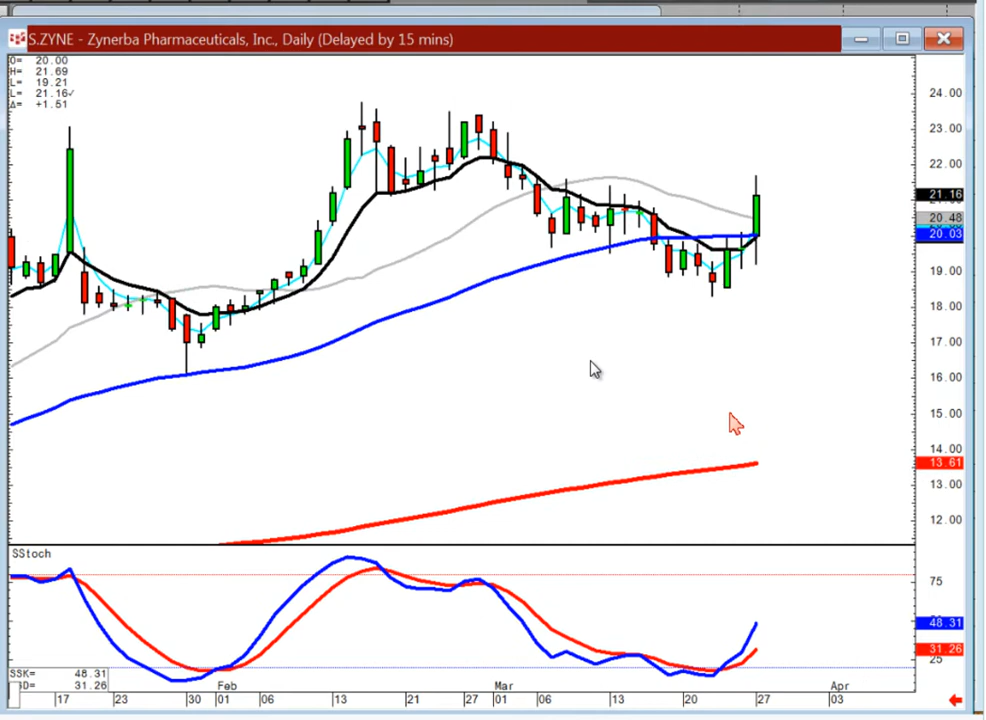 S.ZYNE - Zynerba Pharmaceuticals, Inc., Daily (Delayed by 15 mins)
O= 20.00
H= 21.69
L= 19.21
L= 21.16✓
Δ= +1.51
24.00
23.00
22.00
21.16
20.48
20.03
19.00
18.00
17.00
16.00
15.00
14.00
13.61
13.00
12.00
SStoch
75
48.31
31.26
25
SSK= 48.31
D= 31.26
Feb Mar Apr
17 23 30 01 06 13 21 27 01 06 13 20 27 03